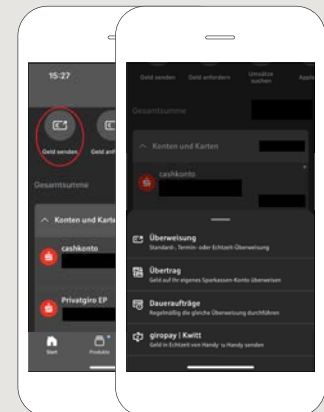 15:27
Geld senden
Geld anf
Gesamtsumme
Konten und Karte
cashkonto
Privatgiro EP
Start
Produkte
Geld senden
Geld anfordern
Umsätze suchen
Apple
Gesamtsumme
Konten und Karten
cashkonto
Überweisung
Standard-, Termin- oder Echtzeit-Überweisung
Übertrag
Geld auf Ihr eigenes Sparkassen-Konto überweisen
Daueraufträge
Regelmäßig die gleiche Überweisung durchführen
giropay | Kwitt
Geld in Echtzeit von Handy zu Handy senden